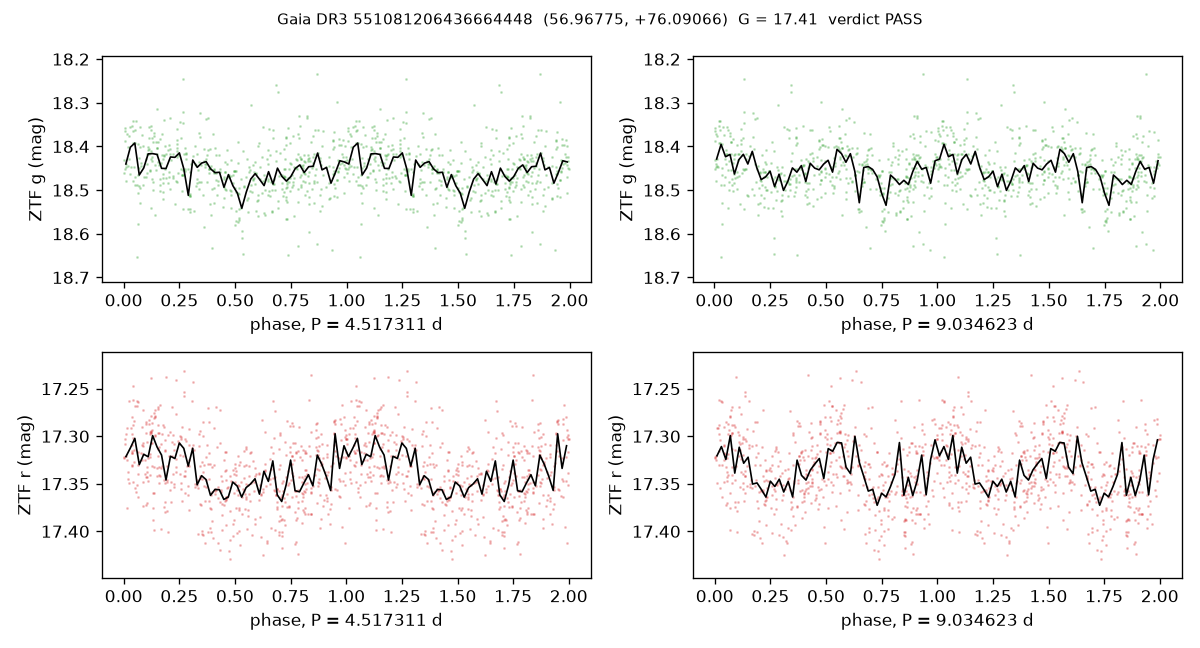 Gaia DR3 551081206436664448 (56.96775, +76.09066) G = 17.41 verdict PASS
18.2
18.3
18.4
18.5
18.6
18.7
ZTF g (mag)
0.00 0.25 0.50 0.75 1.00 1.25 1.50 1.75 2.00
phase, P = 4.517311 d
18.2
18.3
18.4
18.5
18.6
18.7
ZTF g (mag)
0.00 0.25 0.50 0.75 1.00 1.25 1.50 1.75 2.00
phase, P = 9.034623 d
17.25
17.30
17.35
17.40
ZTF r (mag)
0.00 0.25 0.50 0.75 1.00 1.25 1.50 1.75 2.00
phase, P = 4.517311 d
17.25
17.30
17.35
17.40
ZTF r (mag)
0.00 0.25 0.50 0.75 1.00 1.25 1.50 1.75 2.00
phase, P = 9.034623 d